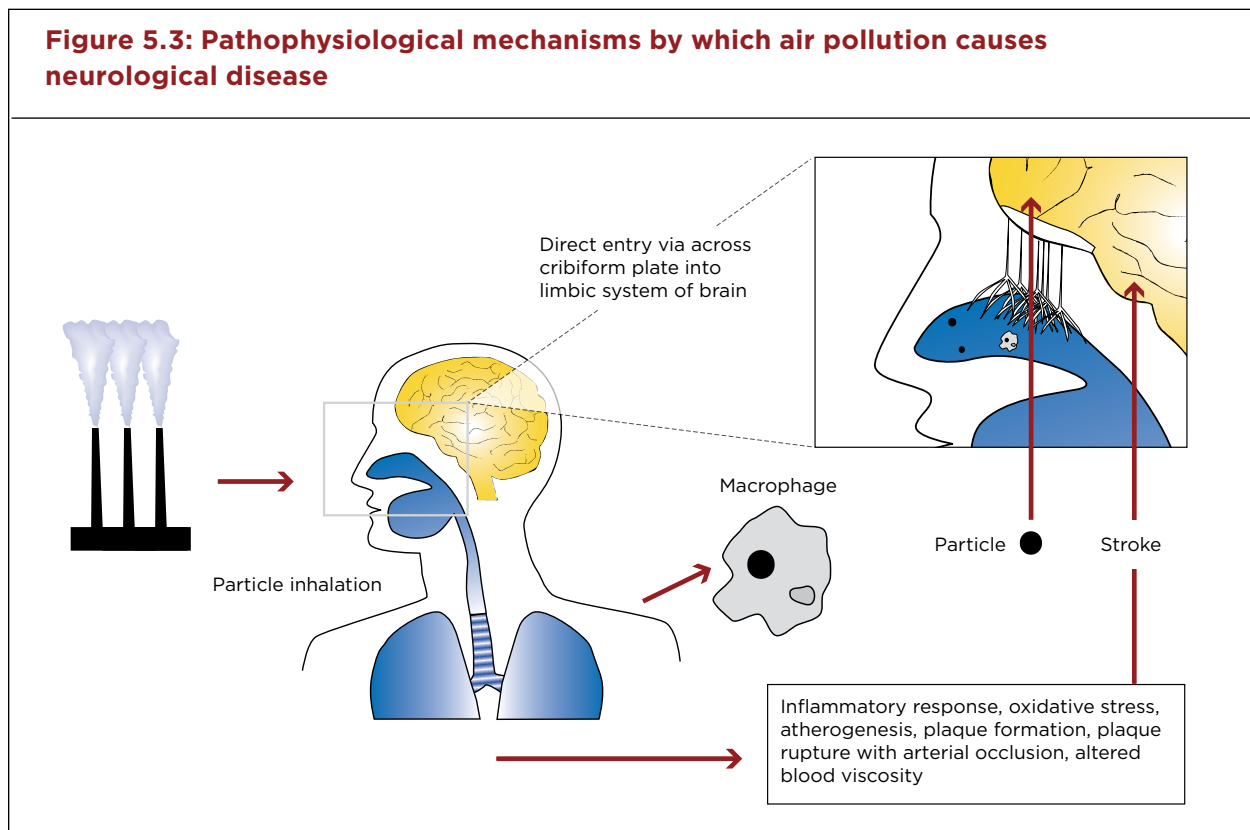 Figure 5.3: Pathophysiological mechanisms by which air pollution causes
neurological disease
Direct entry via across
cribiform plate into
limbic system of brain
Macrophage
Particle
Stroke
Particle inhalation
Inflammatory response, oxidative stress,
atherogenesis, plaque formation, plaque
rupture with arterial occlusion, altered
blood viscosity